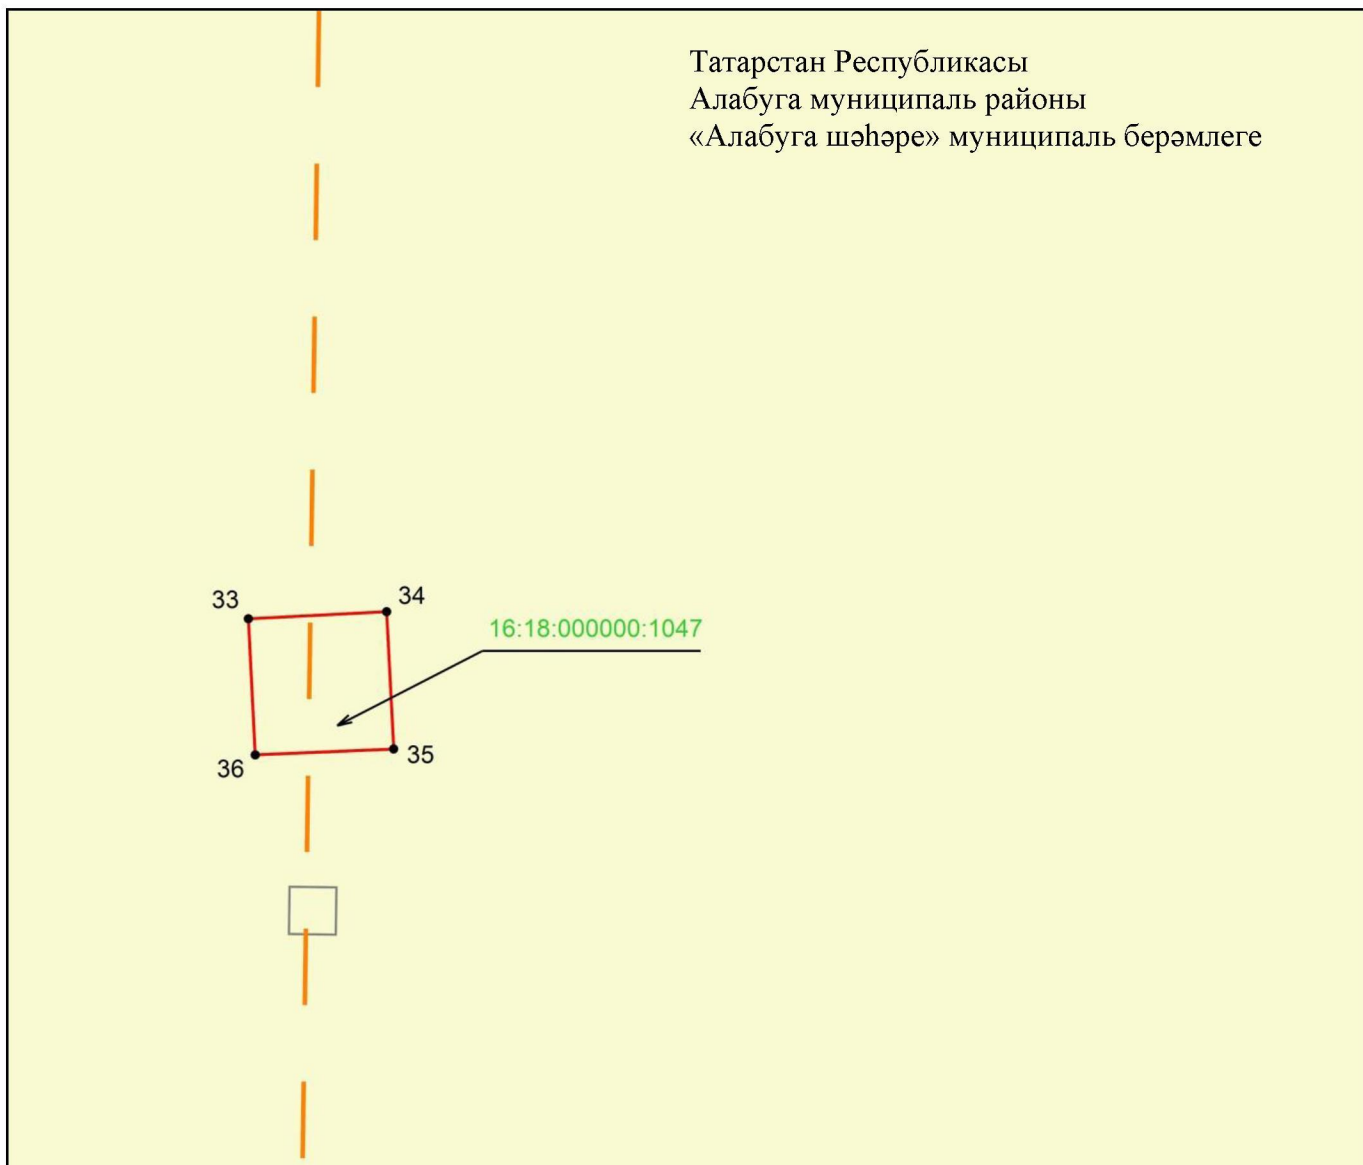 Татарстан Республикасы
Алабуга муниципаль районы
«Алабуга шәһәре» муниципаль берәмлеге
33
34
16:18:000000:1047
36
35